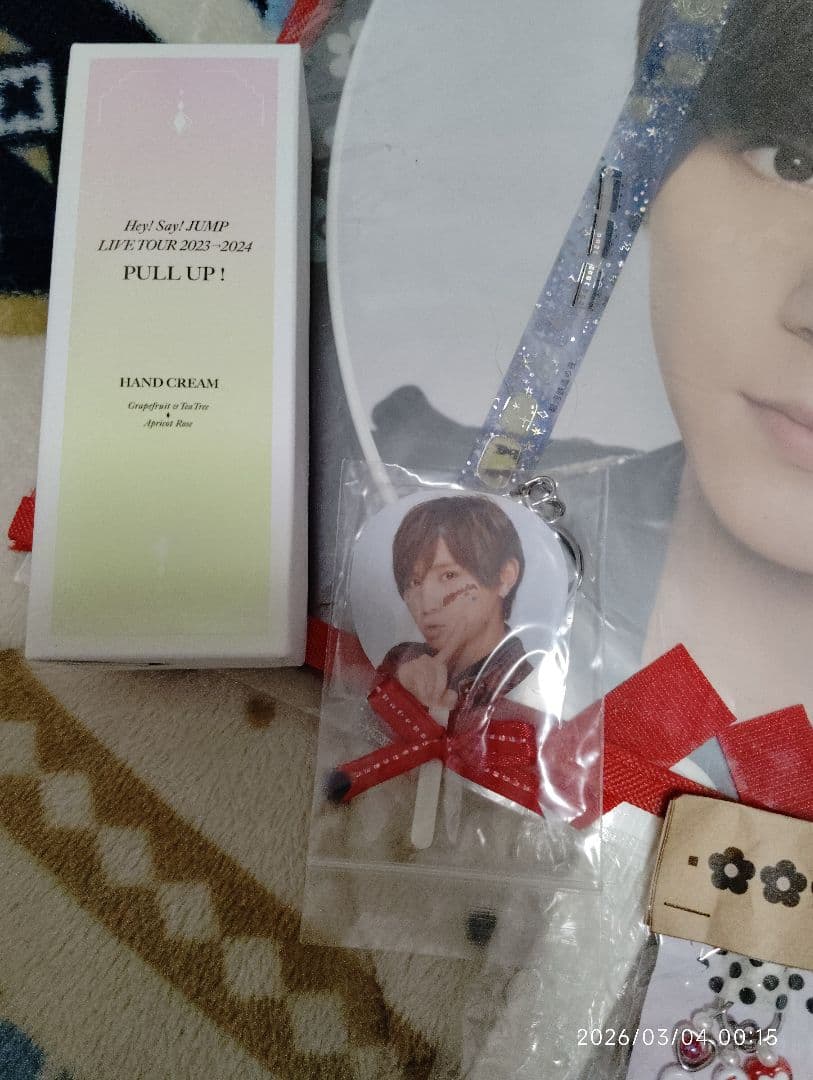 Hey! Say! JUMP
LIVE TOUR 2023→2024
PULL UP!
HAND CREAM
Grapefruit & Tea Tree
Apricot Rose
2026/03/04 00:15